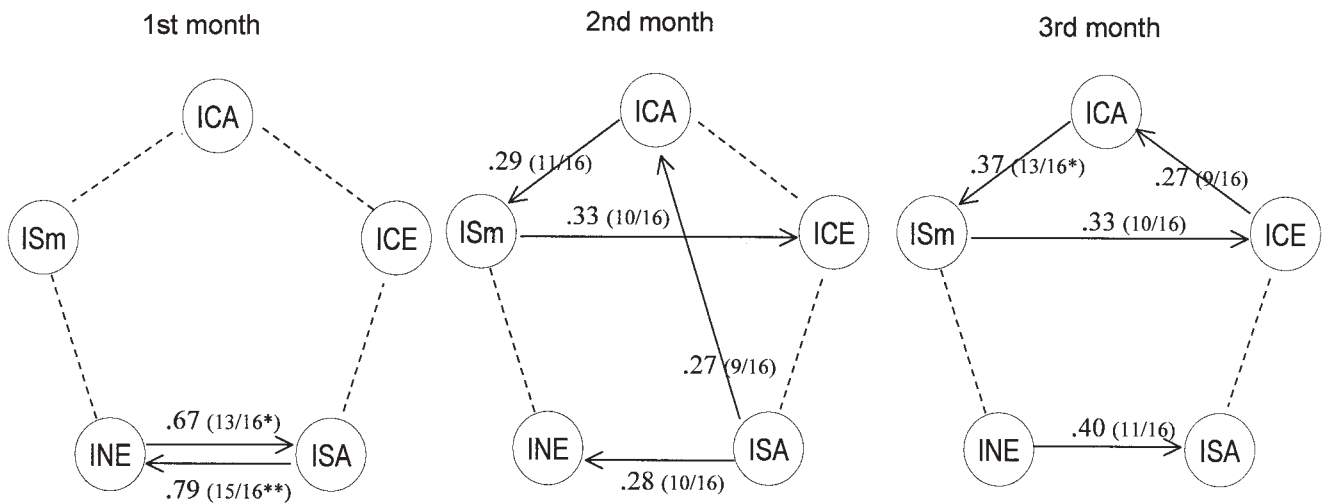 1st month
ICA
ISm
ICE
INE
.67 (13/16*)
ISA
.79 (15/16**)
2nd month
ICA
.29 (11/16)
ISm
.33 (10/16)
ICE
.27 (9/16)
INE
ISA
.28 (10/16)
3rd month
ICA
.37 (13/16*)
.27 (9/16)
ISm
.33 (10/16)
ICE
INE
.40 (11/16)
ISA